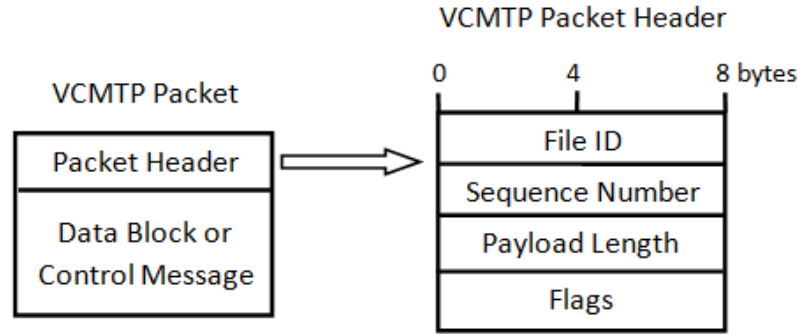 VCMTP Packet Header
0 4 8 bytes
VCMTP Packet
Packet Header
Data Block or
Control Message
File ID
Sequence Number
Payload Length
Flags